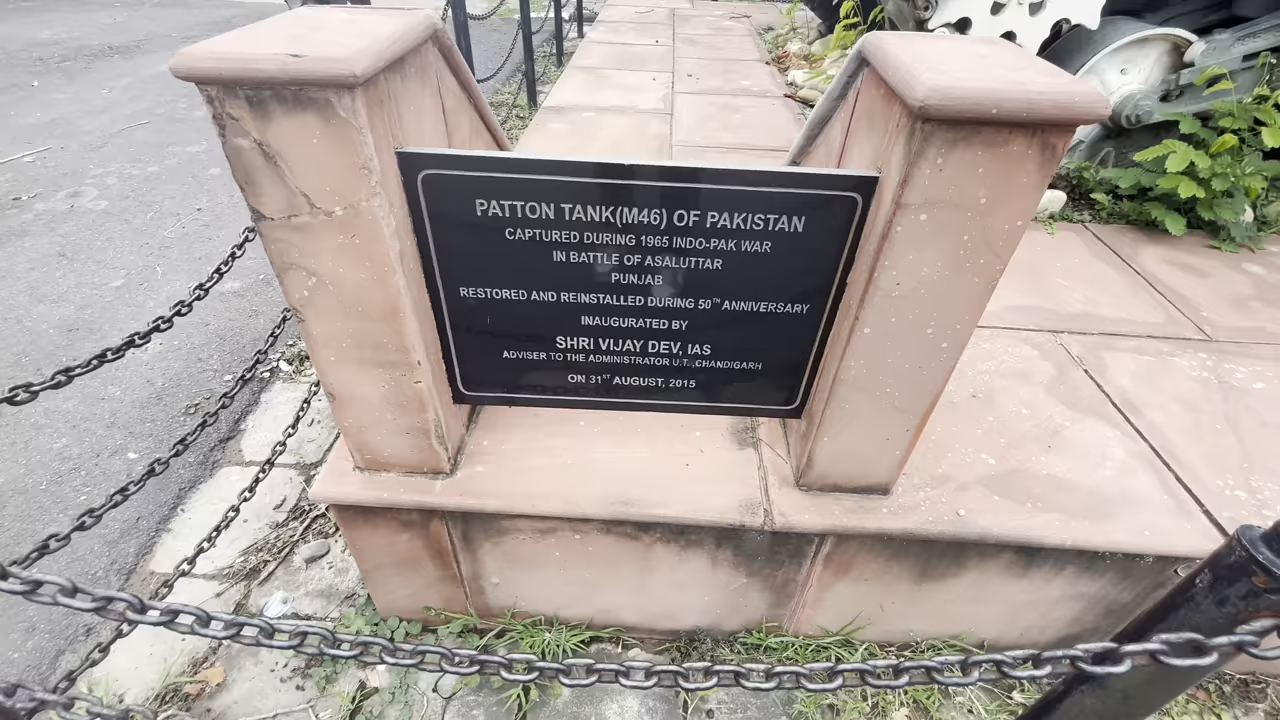 PATTON TANK(M46) OF PAKISTAN
CAPTURED DURING 1965 INDO-PAK WAR
IN BATTLE OF ASALUTTAR
PUNJAB
RESTORED AND REINSTALLED DURING 50TH ANNIVERSARY
INAUGURATED BY
SHRI VIJAY DEV, IAS
ADVISER TO THE ADMINISTRATOR U.T.,CHANDIGARH
ON 31ST AUGUST, 2015